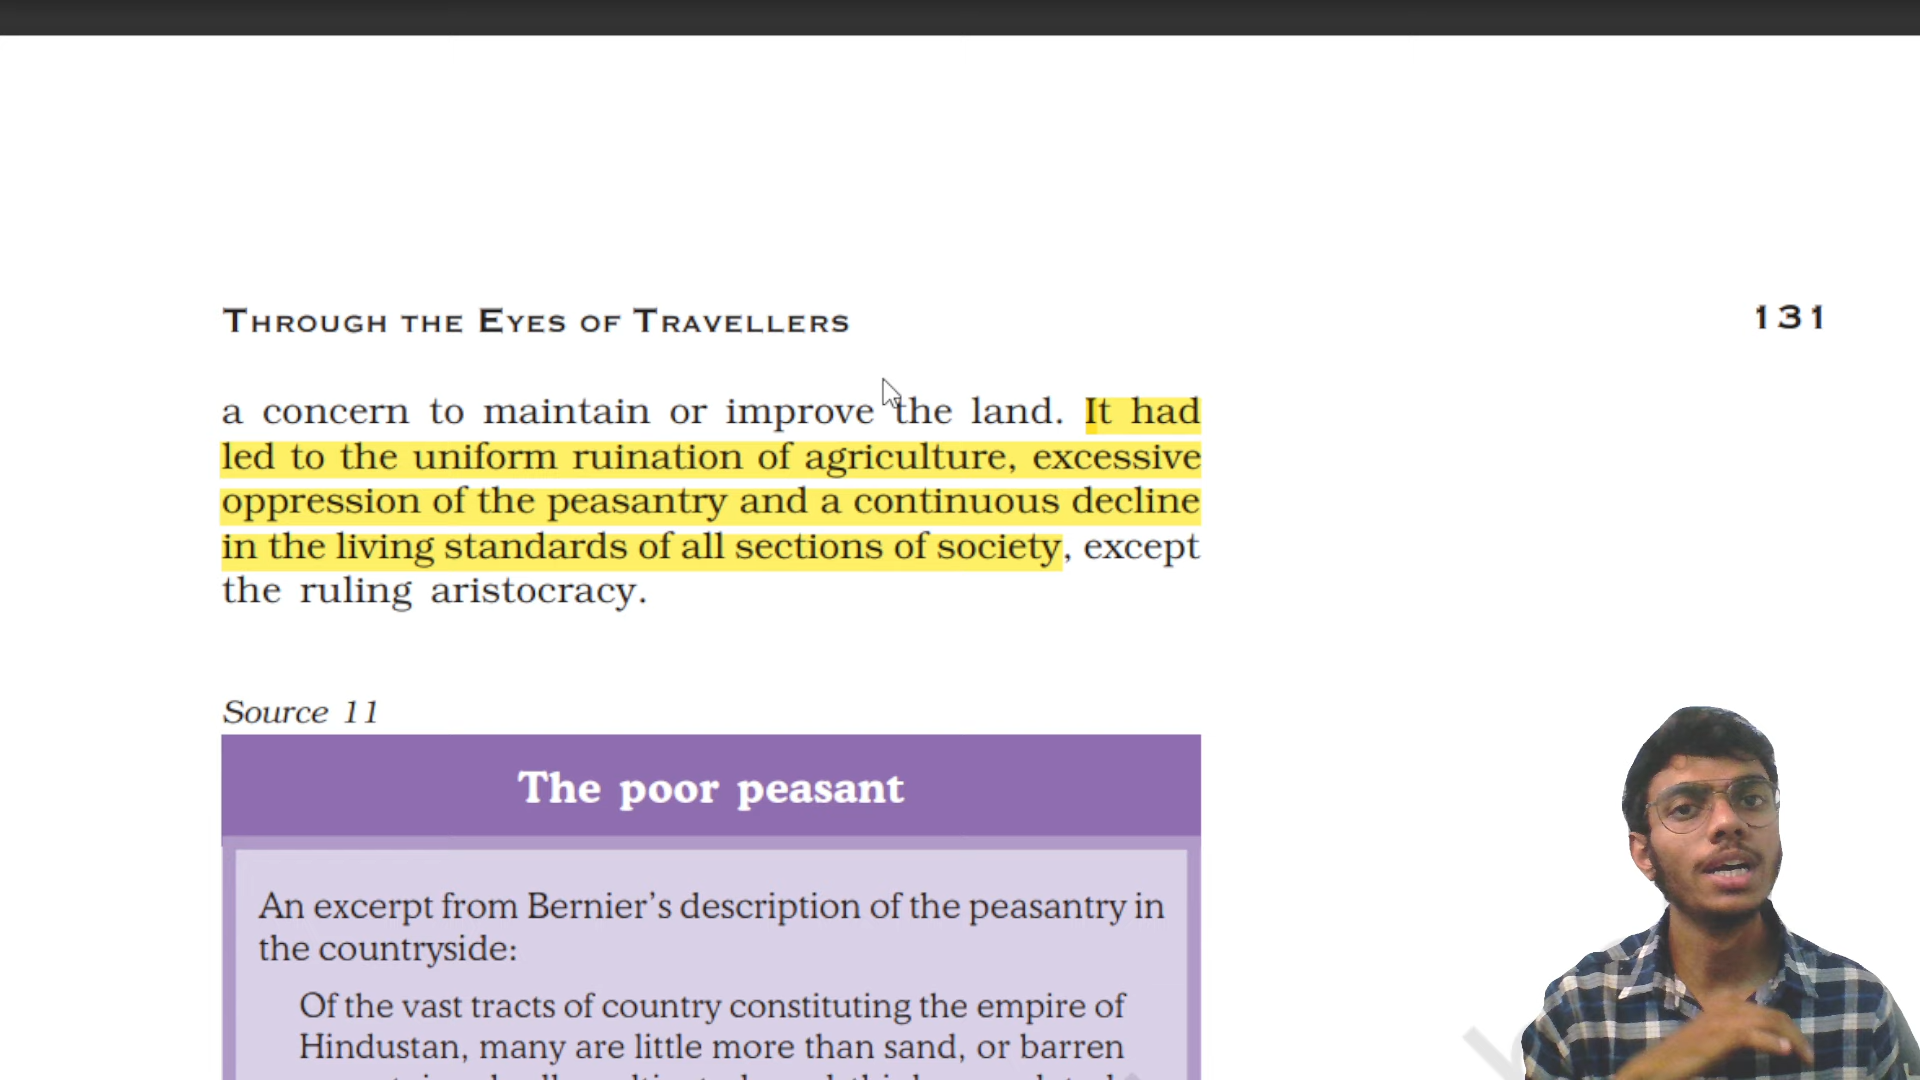 THROUGH THE EYES OF TRAVELLERS
131
a concern to maintain or improve the land. It had
led to the uniform ruination of agriculture, excessive
oppression of the peasantry and a continuous decline
in the living standards of all sections of society, except
the ruling aristocracy.
Source 11
The poor peasant
An excerpt from Bernier’s description of the peasantry in
the countryside:
Of the vast tracts of country constituting the empire of
Hindustan, many are little more than sand, or barren